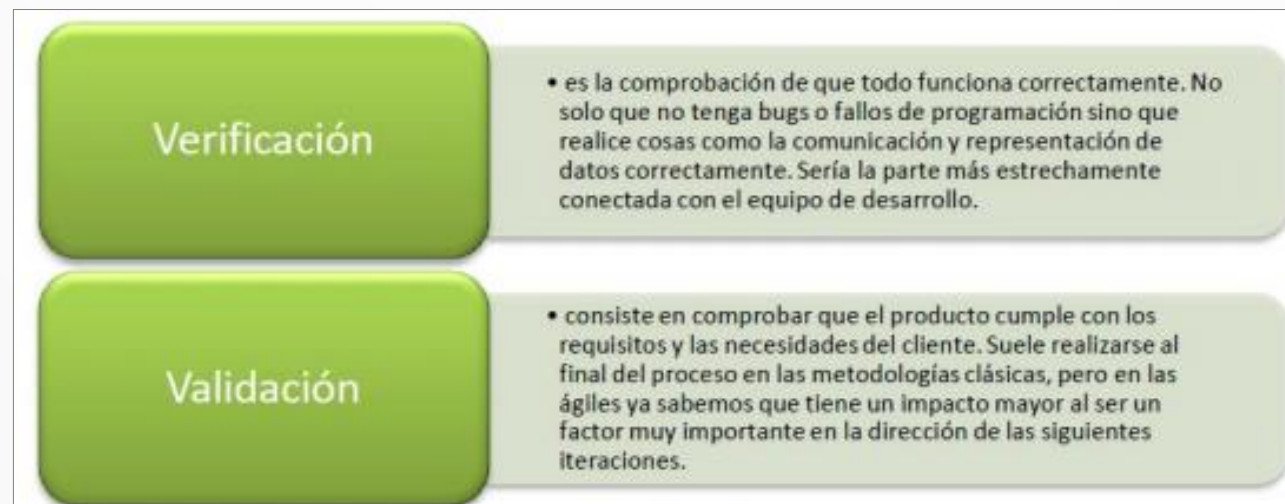 Verificación
• es la comprobación de que todo funciona correctamente. No
solo que no tenga bugs o fallos de programación sino que
realice cosas como la comunicación y representación de
datos correctamente. Sería la parte más estrechamente
conectada con el equipo de desarrollo.
Validación
• consiste en comprobar que el producto cumple con los
requisitos y las necesidades del cliente. Suele realizarse al
final del proceso en las metodologías clásicas, pero en las
ágiles ya sabemos que tiene un impacto mayor al ser un
factor muy importante en la dirección de las siguientes
iteraciones.